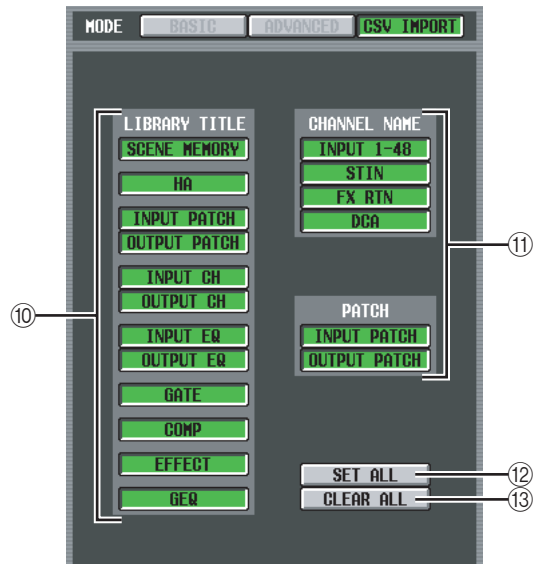 MODE BASIC ADVANCED CSV IMPORT
LIBRARY TITLE
SCENE MEMORY
HA
INPUT PATCH
OUTPUT PATCH
INPUT CH
OUTPUT CH
INPUT EQ
OUTPUT EQ
GATE
COMP
EFFECT
GEQ
⑩
CHANNEL NAME
INPUT 1-48
STIN
FX RTN
DCA
PATCH
INPUT PATCH
OUTPUT PATCH
⑪
SET ALL ⑫
CLEAR ALL ⑬